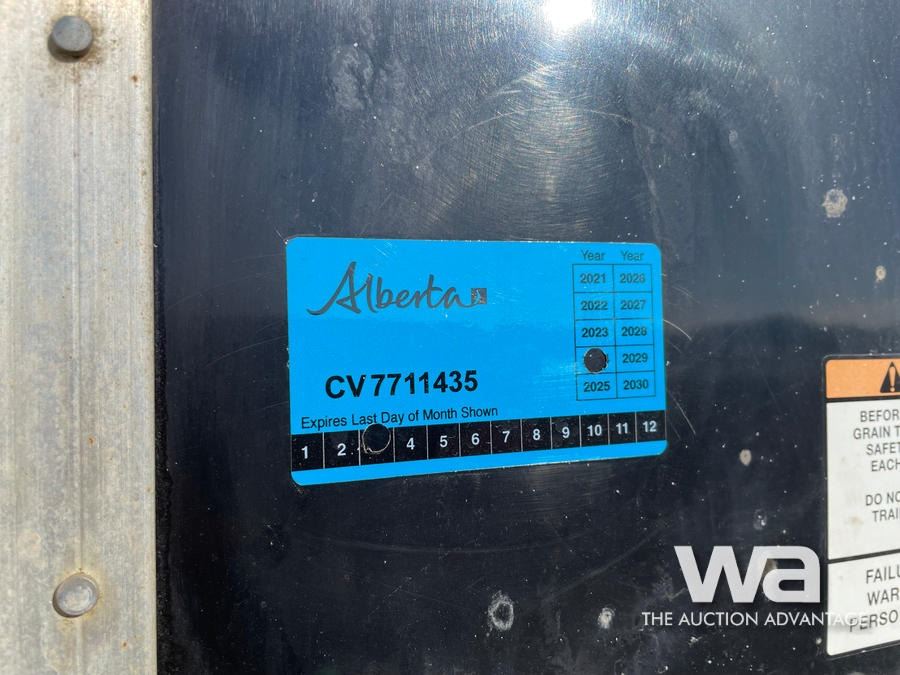 Alberta
Year Year
2021 2026
2022 2027
2023 2028
2029
2025 2030
CV7711435
Expires Last Day of Month Shown
1 2 4 5 6 7 8 9 10 11 12
BEFOR
GRAIN T
SAFET
EACH
DO NO
TRAI
FAILU
WAR
PERSO
wa
THE AUCTION ADVANTAGE